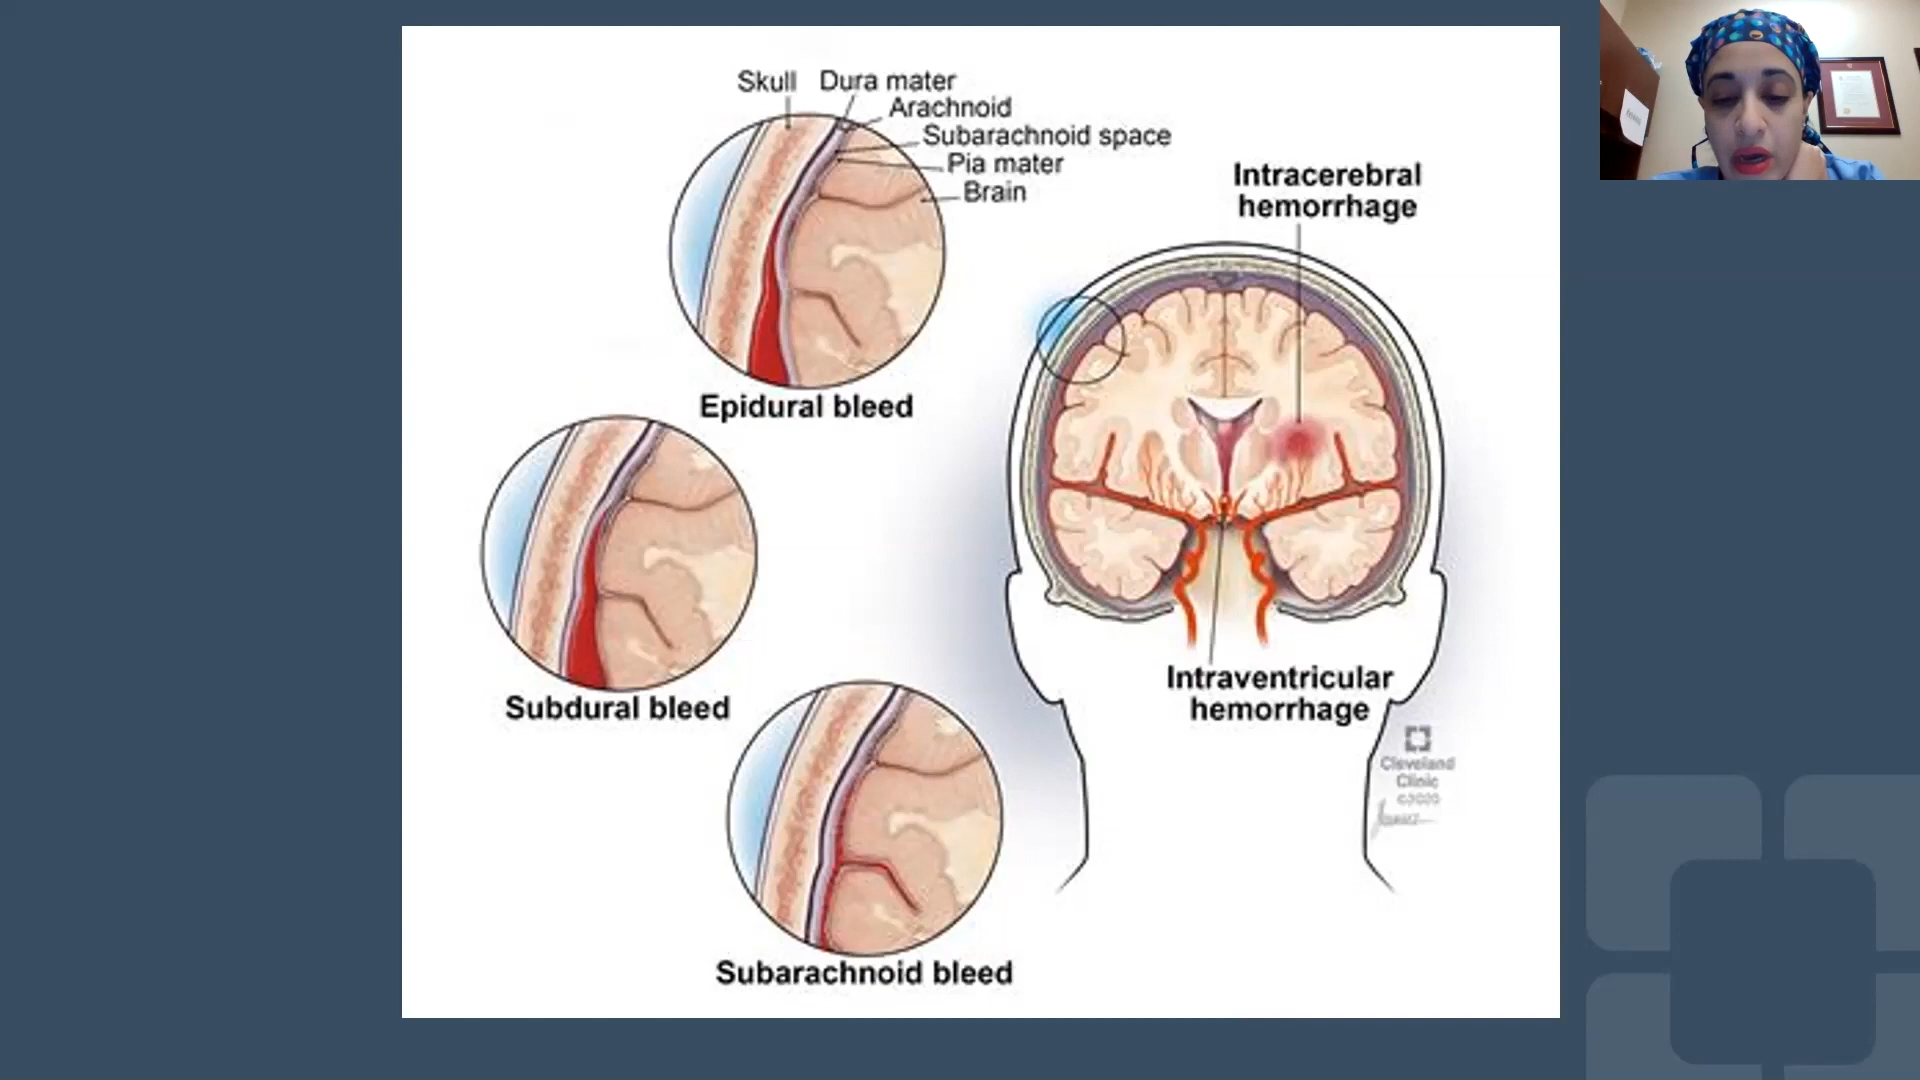 Skull
Dura mater
Arachnoid
Subarachnoid space
Pia mater
Brain
Epidural bleed
Subdural bleed
Subarachnoid bleed
Intracerebral
hemorrhage
Intraventricular
hemorrhage
Cleveland
Clinic